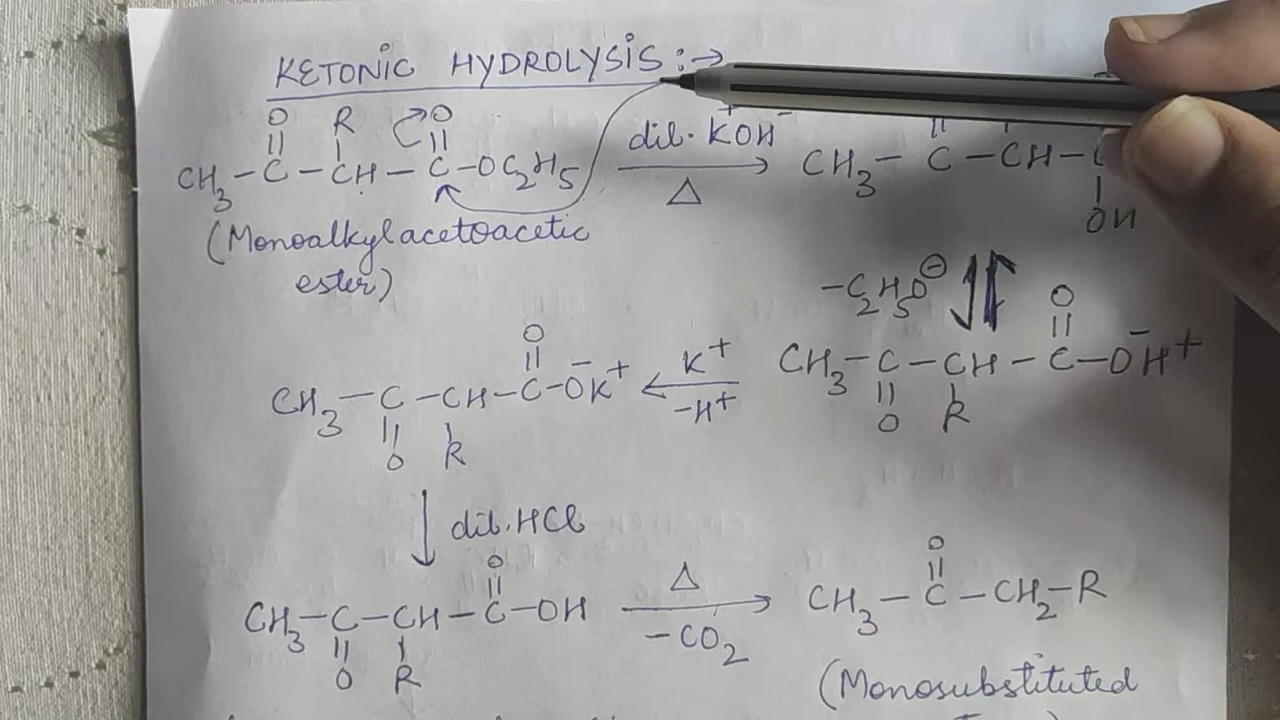 KETONIC HYDROLYSIS :→
O R O
CH3-C-CH-C-OC2H5 dil. K+OH- → CH3-C-CH-
Δ
OH
(Monoalkylacetoacetic
ester)
-C2H5O⊖ ⇌
O
CH3-C-CH-C-O-H+
O R
O
CH3-C-CH-C-O-K+ ← K+
-H+
O R
↓ dil. HCl
O
CH3-C-CH-C-OH Δ →
-CO2
O R
O
CH3-C-CH2-R
(Monosubstituted